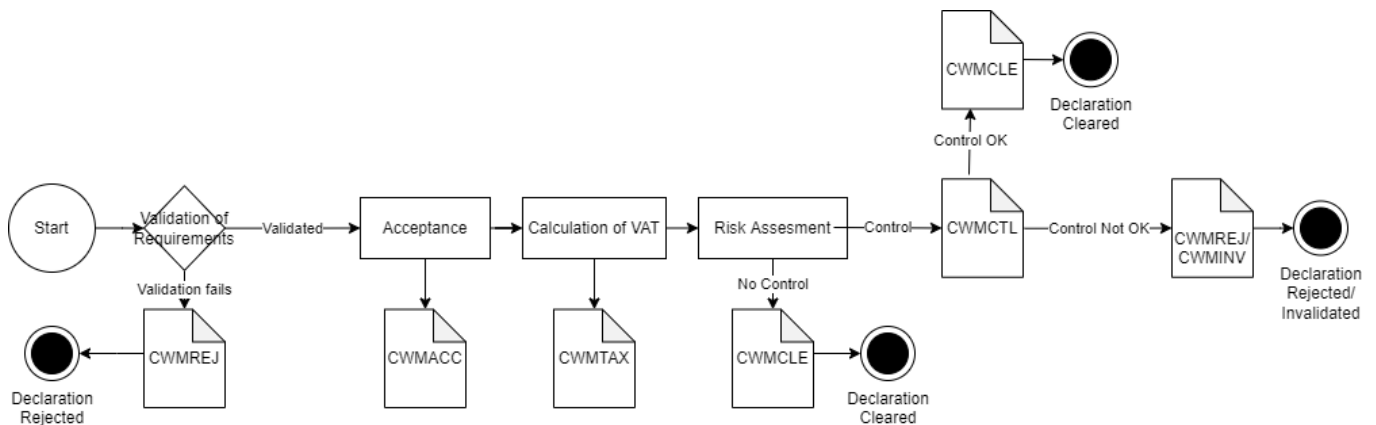 CWMCLE
Declaration
Cleared
Control OK
Start
Validation of
Requirements
Validated
Acceptance
Calculation of VAT
Risk Assesment
Control
CWMCTL
Control Not OK
CWMREJ/
CWMINV
Declaration
Rejected/
Invalidated
Validation fails
No Control
CWMREJ
CWMACC
CWMTAX
CWMCLE
Declaration
Rejected
Declaration
Cleared